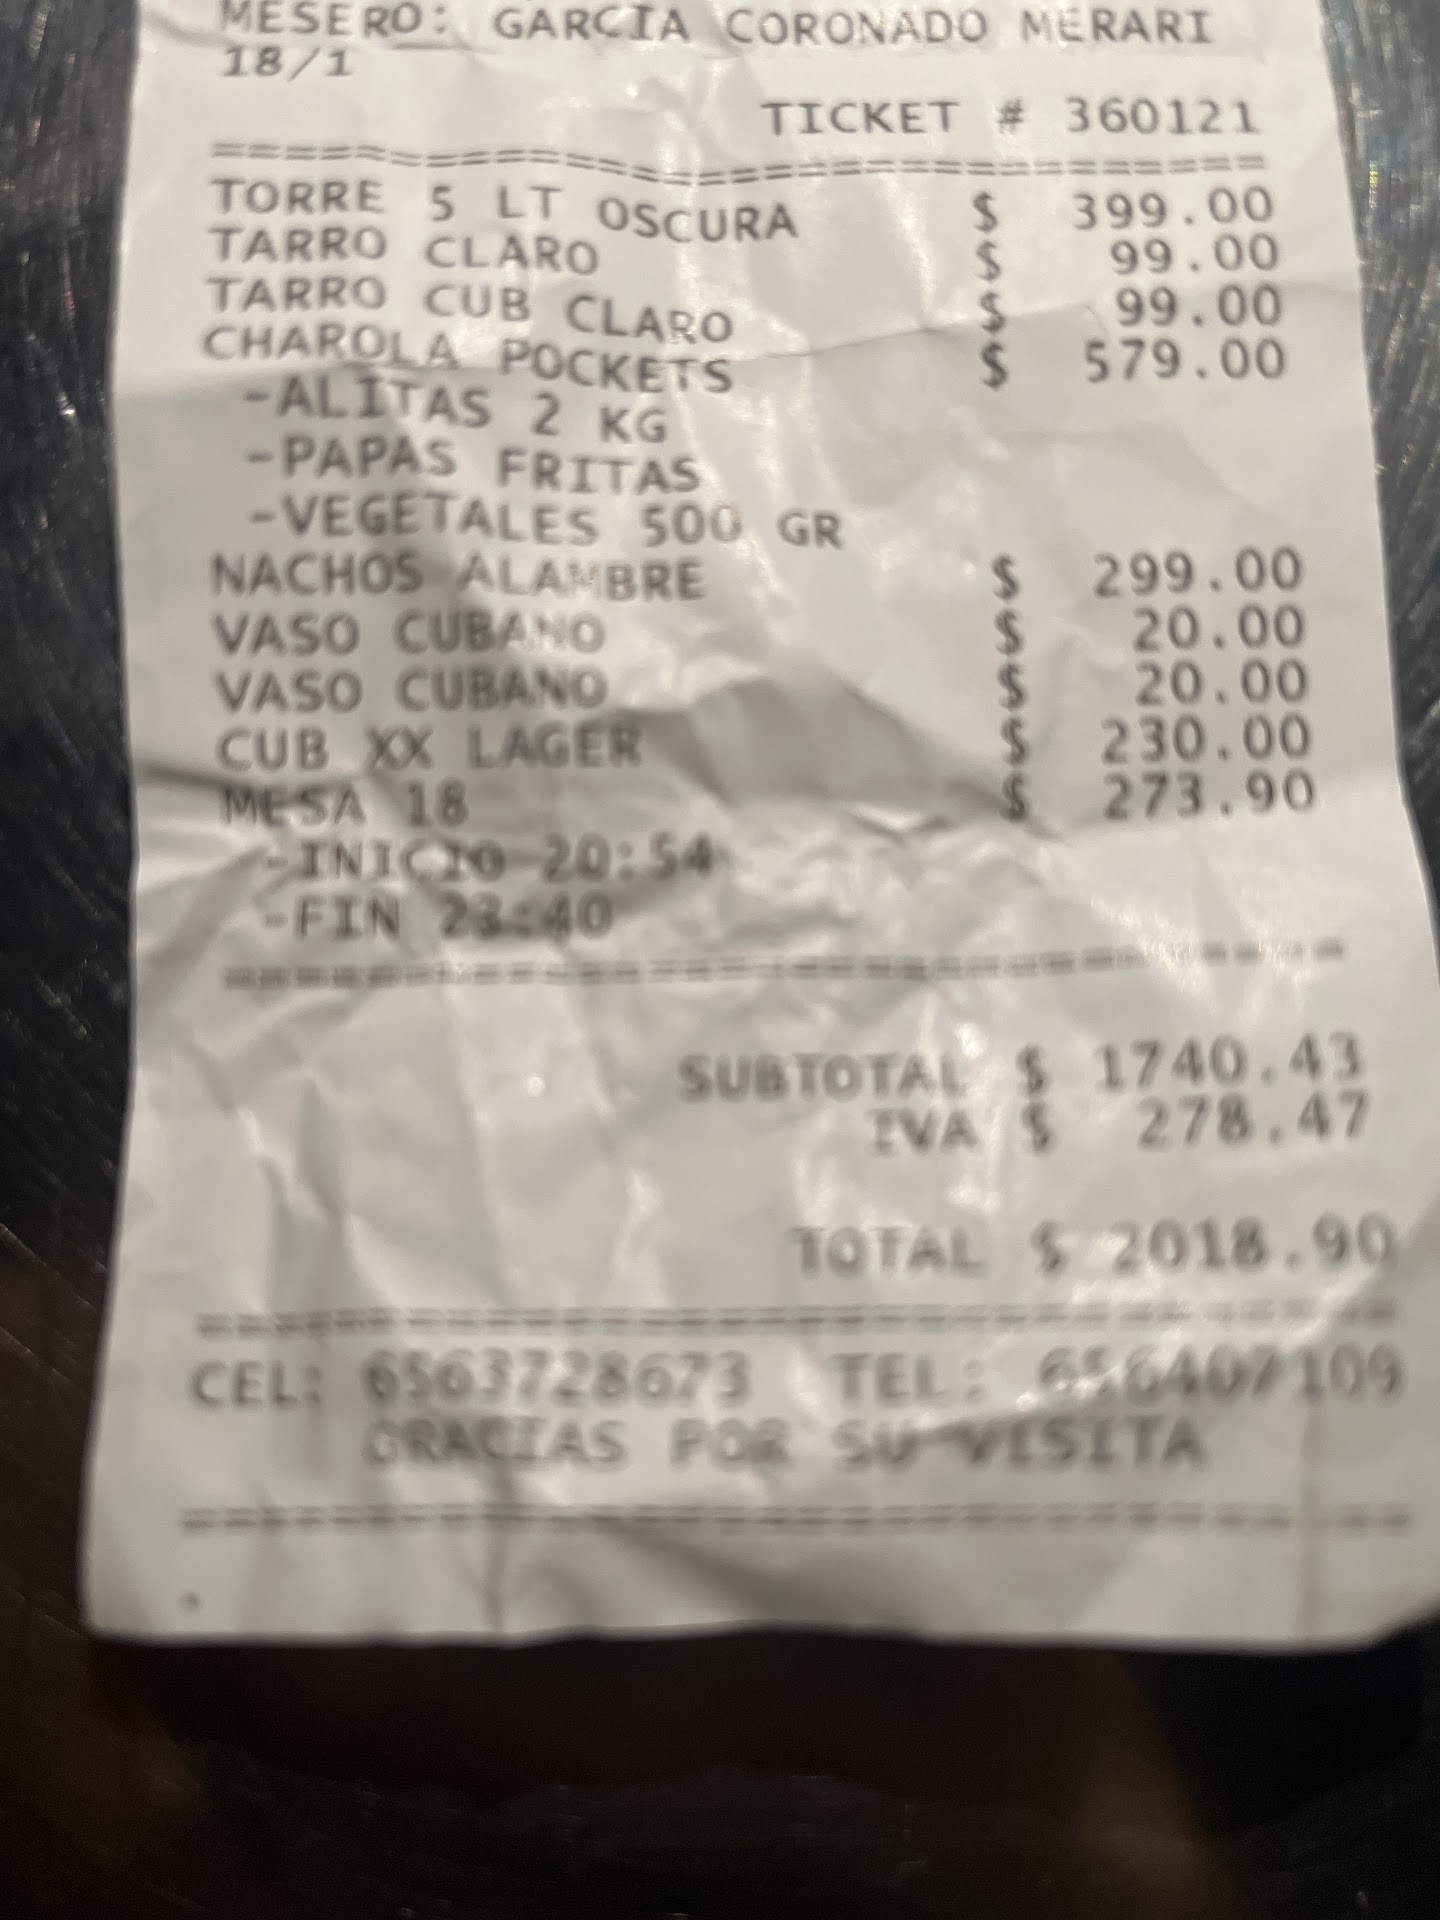 MESERO: GARCIA CORONADO MERARI
18/1
TICKET # 360121
================================
TORRE 5 LT OSCURA $ 399.00
TARRO CLARO $ 99.00
TARRO CUB CLARO $ 99.00
CHAROLA POCKETS $ 579.00
-ALITAS 2 KG
-PAPAS FRITAS
-VEGETALES 500 GR
NACHOS ALAMBRE $ 299.00
VASO CUBANO $ 20.00
VASO CUBANO $ 20.00
CUB XX LAGER $ 230.00
MESA 18 $ 273.90
-INICIO 20:54
-FIN 23:40
================================
SUBTOTAL $ 1740.43
IVA $ 278.47
TOTAL $ 2018.90
================================
CEL: 6563728673 TEL: 656407109
GRACIAS POR SU VISITA
================================
.